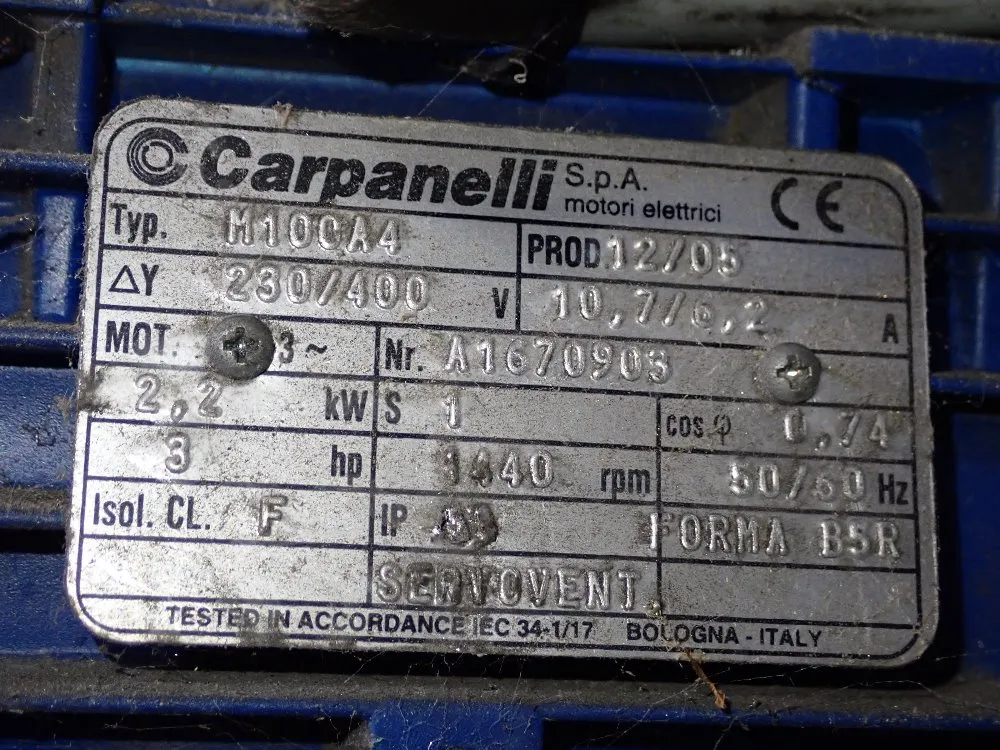 Carpanelli S.p.A. motori elettrici CE
Typ. M100A4 PROD 12/05
ΔY 230/400 V 10,7/6,2 A
MOT. 3~ Nr. A1670903
2,2 kW S 1 cos φ 0,74
3 hp 1440 rpm 50/60 Hz
Isol. CL. F IP FORMA B5R
SERVOVENT
TESTED IN ACCORDANCE IEC 34-1/17 BOLOGNA - ITALY